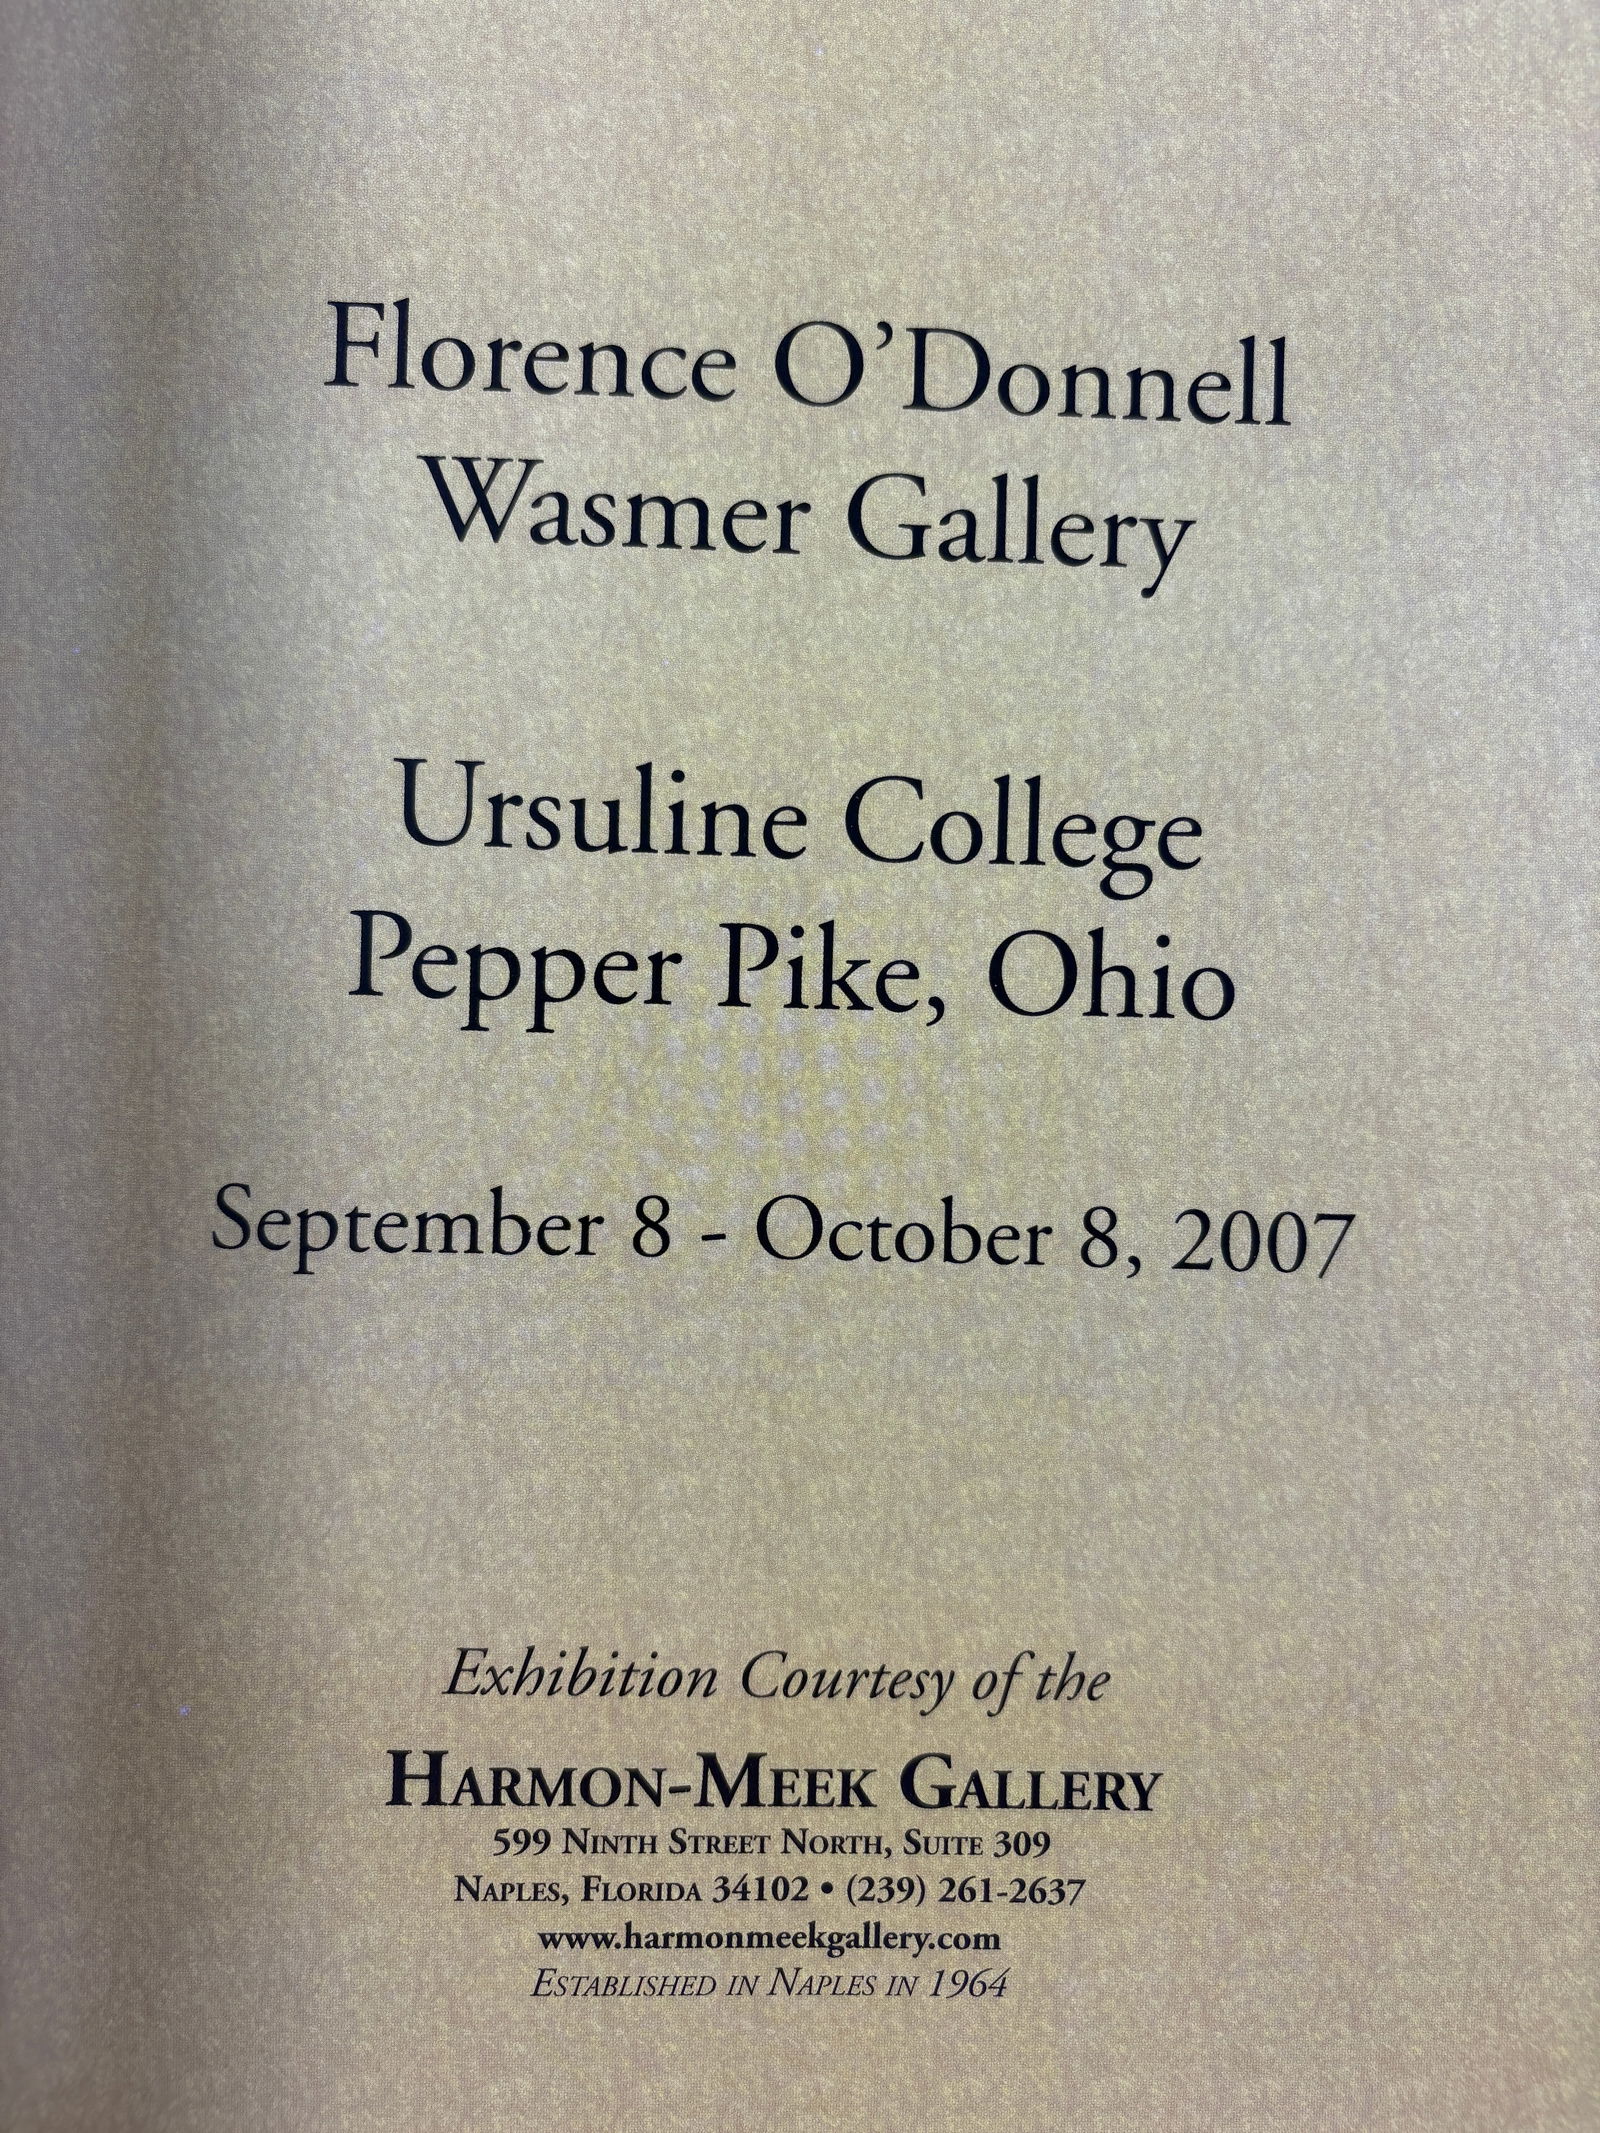 Florence O’Donnell
Wasmer Gallery
Ursuline College
Pepper Pike, Ohio
September 8 - October 8, 2007
Exhibition Courtesy of the
HARMON-MEEK GALLERY
599 NINTH STREET NORTH, SUITE 309
NAPLES, FLORIDA 34102 • (239) 261-2637
www.harmonmeekgallery.com
ESTABLISHED IN NAPLES IN 1964